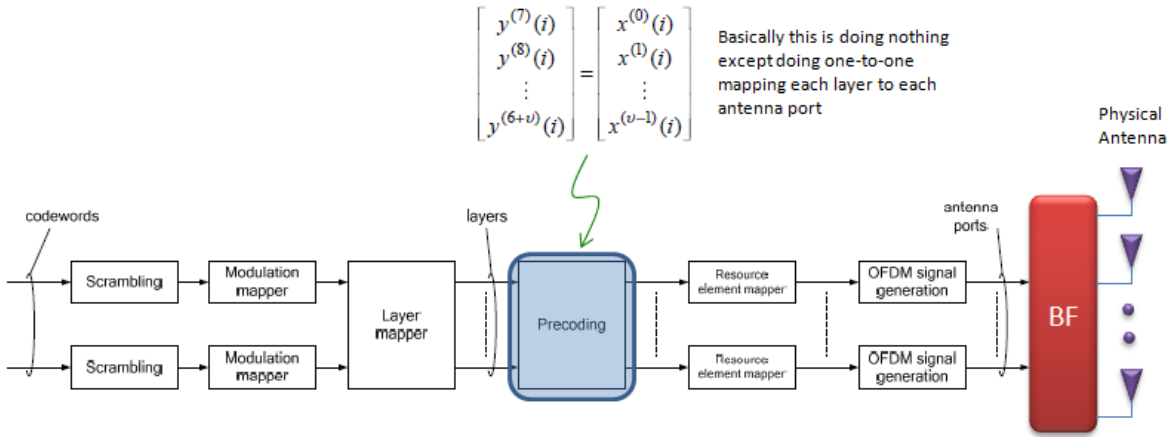 y⁽⁷⁾(i)
y⁽⁸⁾(i)
⋮
y⁽⁶⁺ᵛ⁾(i)
=
x⁽⁰⁾(i)
x⁽¹⁾(i)
⋮
x⁽ᵛ⁻¹⁾(i)
Basically this is doing nothing
except doing one-to-one
mapping each layer to each
antenna port
Physical
Antenna
codewords
layers
antenna
ports
Scrambling
Modulation
mapper
Layer
mapper
Precoding
Resource
element mapper
OFDM signal
generation
BF
Scrambling
Modulation
mapper
Resource
element mapper
OFDM signal
generation